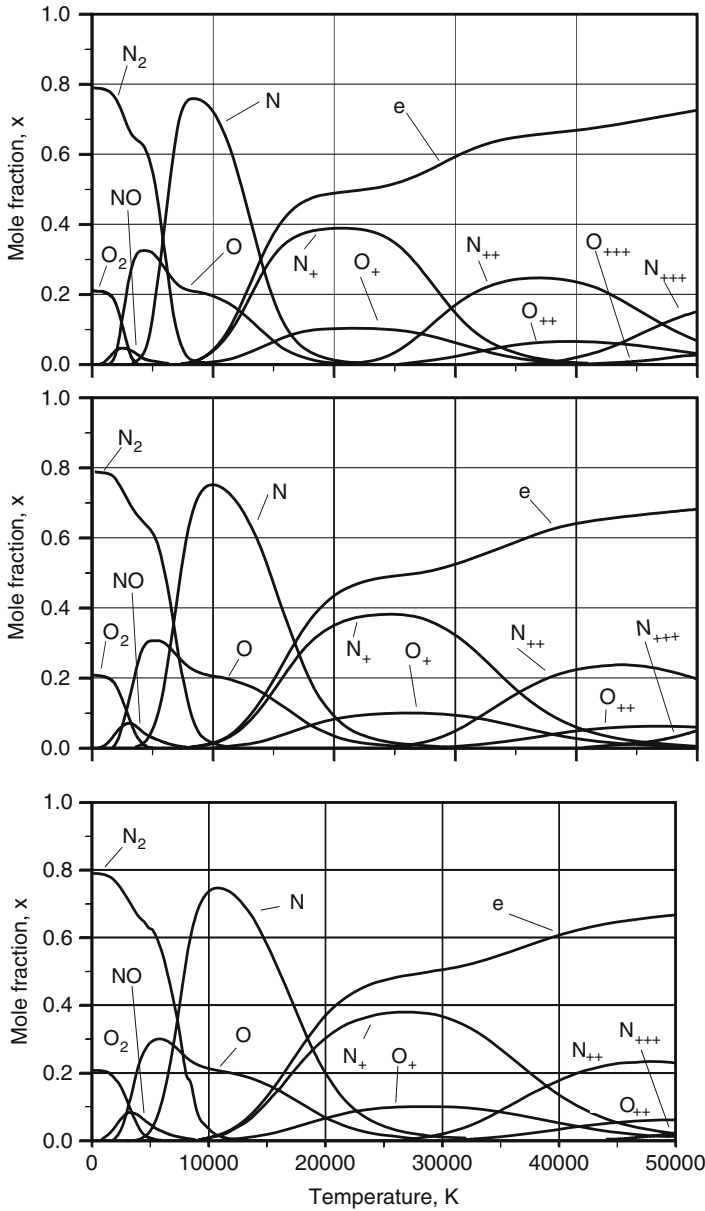 1.0
N₂
0.8
N
e
0.6
Mole fraction, x
NO
0.4
O₂
O
N₊
O₊
N₊₊
O₊₊₊
N₊₊₊
0.2
O₊₊
0.0
1.0
N₂
0.8
N
e
0.6
Mole fraction, x
NO
0.4
O₂
O
N₊
O₊
N₊₊
N₊₊₊
0.2
O₊₊
0.0
1.0
N₂
0.8
N
e
0.6
Mole fraction, x
NO
0.4
O₂
O
N₊
O₊
N₊₊
N₊₊₊
0.2
O₊₊
0.0
0 10000 20000 30000 40000 50000
Temperature, K